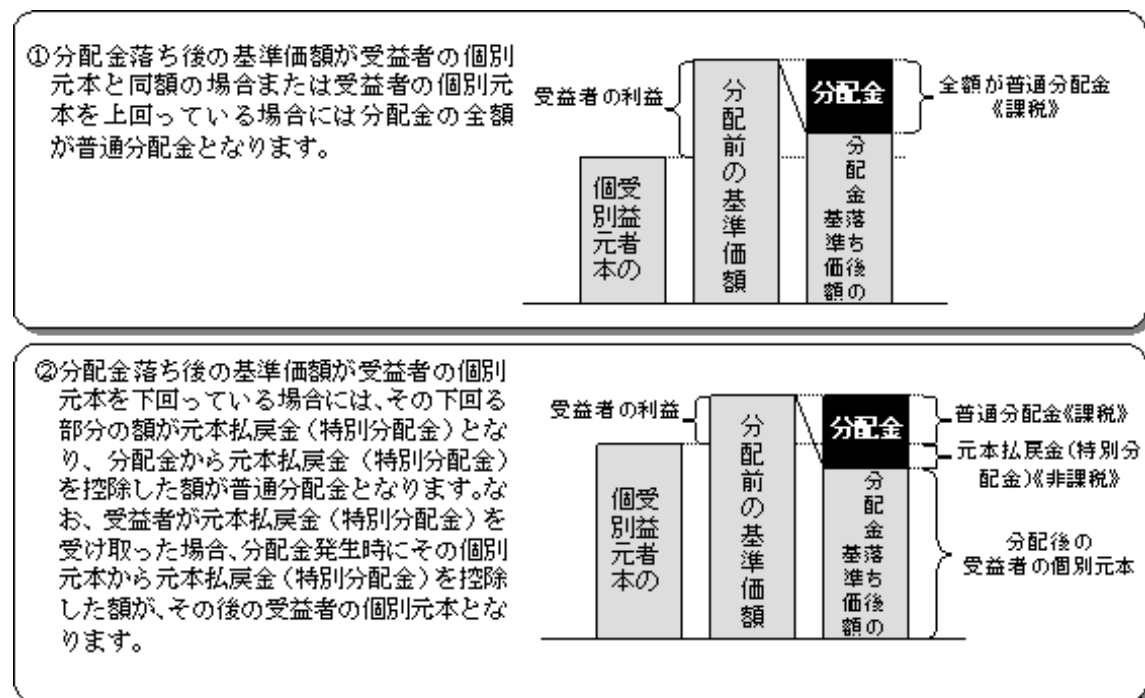 ①分配金落ち後の基準価額が受益者の個別
元本と同額の場合または受益者の個別元
本を上回っている場合には分配金の全額
が普通分配金となります。
受益者の利益
個別元本
受益者の
分配前の基準価額
分配金
分配金落ち後の
基準価額
全額が普通分配金
《課税》
②分配金落ち後の基準価額が受益者の個別
元本を下回っている場合には、その下回る
部分の額が元本払戻金(特別分配金)とな
り、分配金から元本払戻金(特別分配金)
を控除した額が普通分配金となります。な
お、受益者が元本払戻金(特別分配金)を
受け取った場合、分配金発生時にその個別
元本から元本払戻金(特別分配金)を控除
した額が、その後の受益者の個別元本とな
ります。
受益者の利益
受益者の
個別元本
分配前の基準価額
分配金
分配金落ち後の
基準価額
普通分配金《課税》
元本払戻金(特別分
配金)《非課税》
分配後の
受益者の個別元本